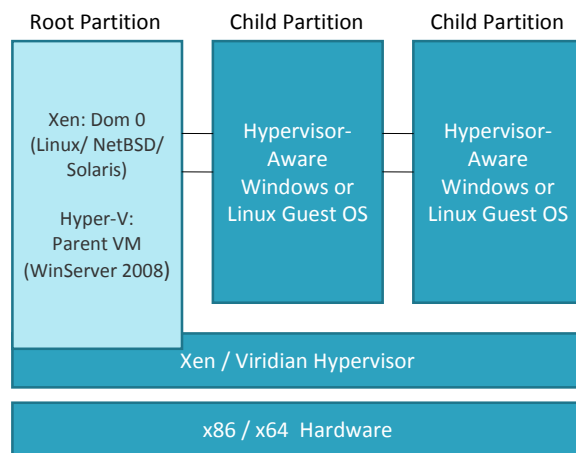 Root Partition
Child Partition
Child Partition
Xen: Dom 0
(Linux/ NetBSD/
Solaris)
Hyper-V:
Parent VM
(WinServer 2008)
Hypervisor-
Aware
Windows or
Linux Guest OS
Hypervisor-
Aware
Windows or
Linux Guest OS
Xen / Viridian Hypervisor
x86 / x64 Hardware